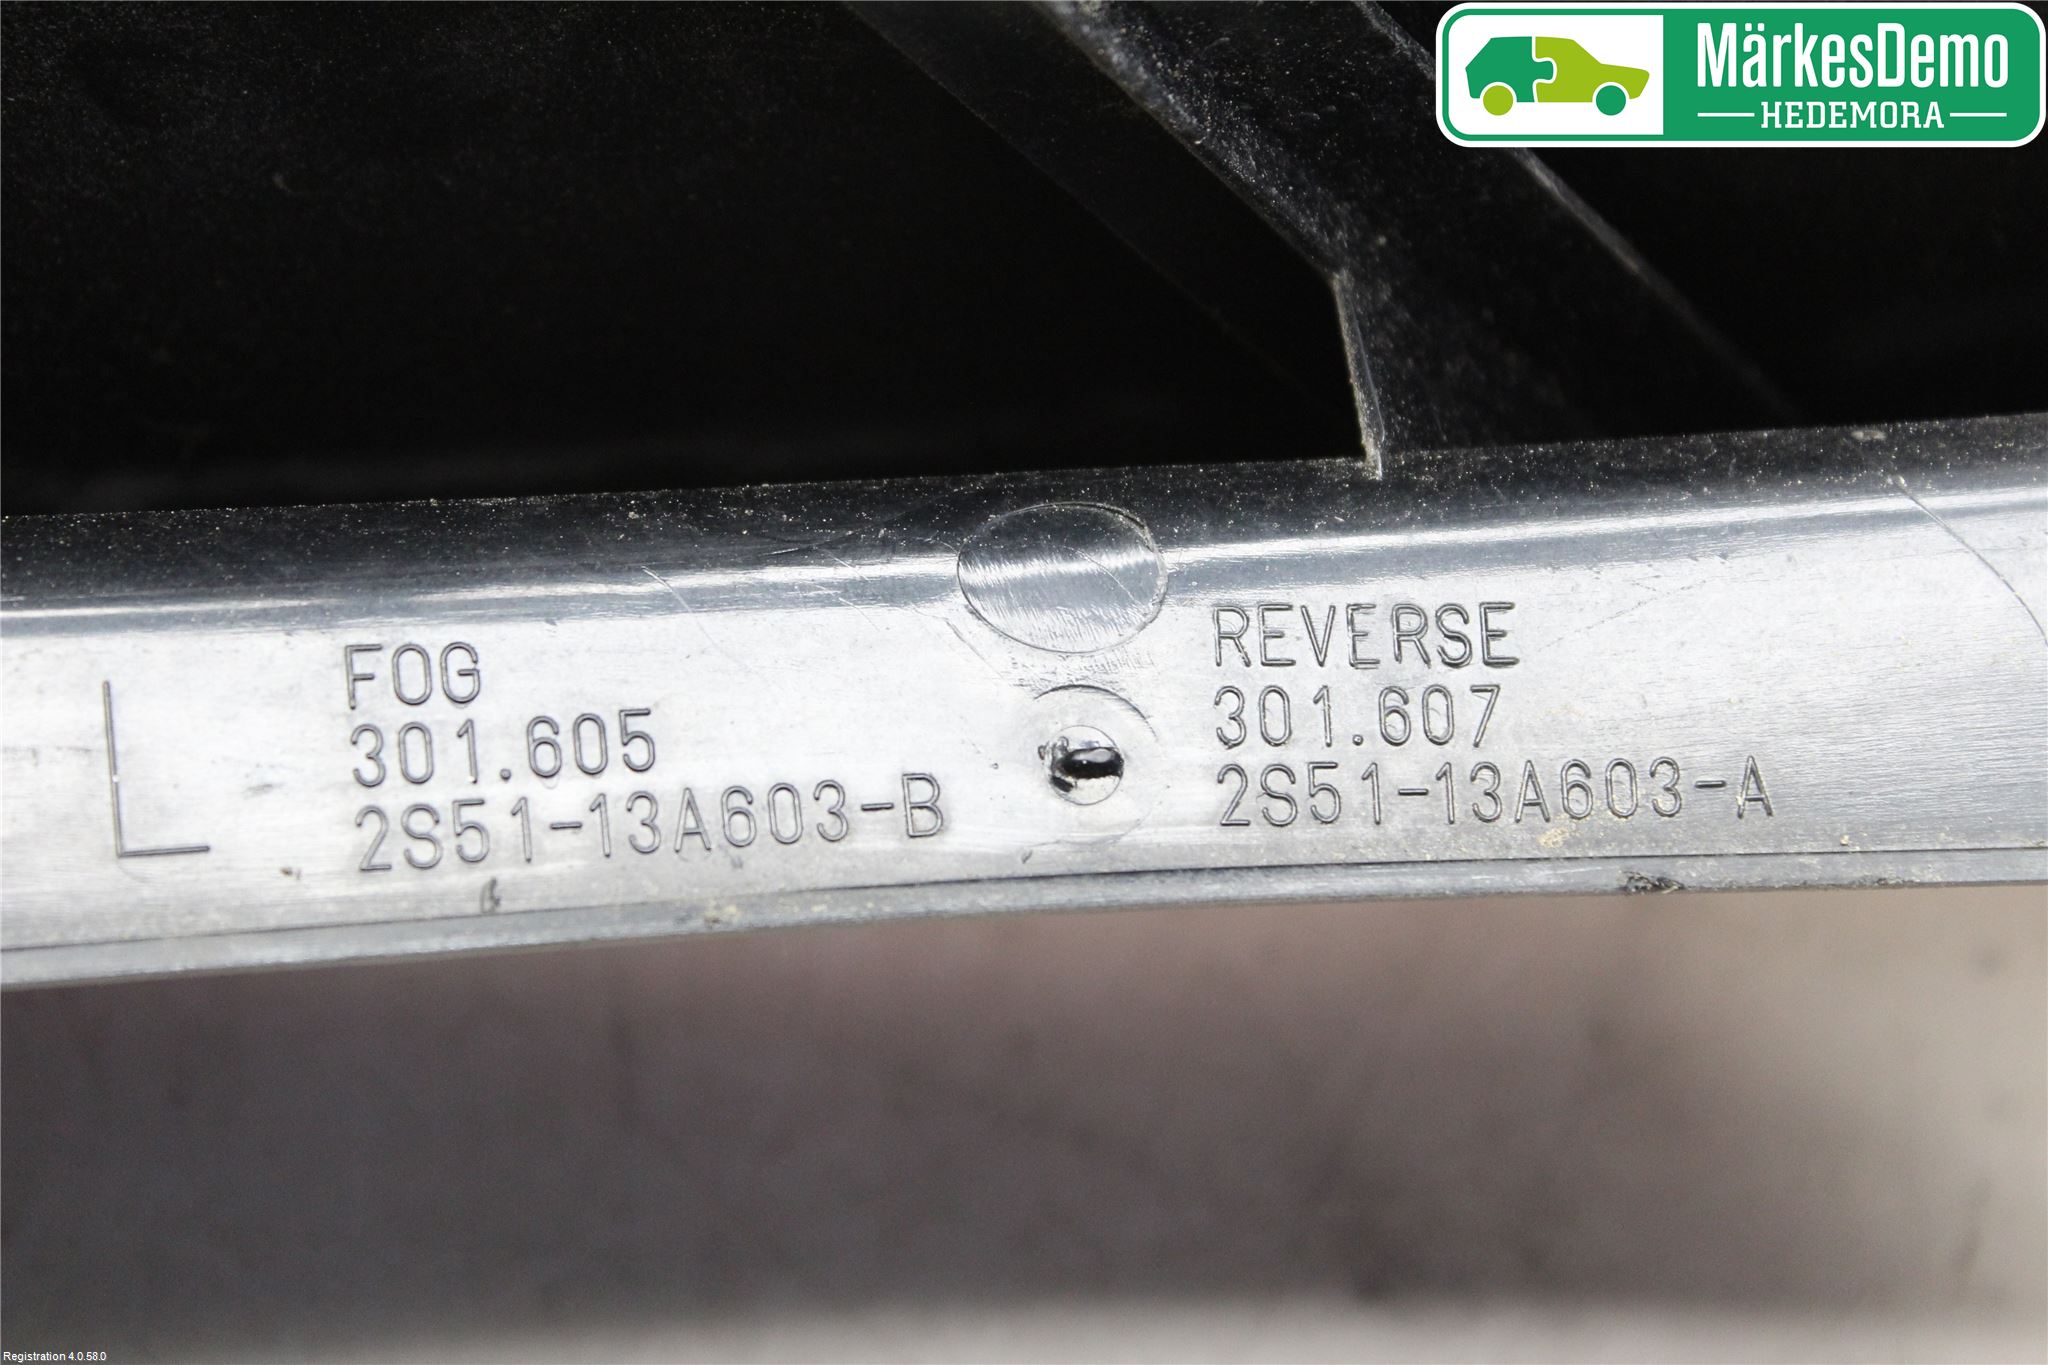 MärkesDemo
HEDEMORA
L
FOG
301.605
2S51-13A603-B
REVERSE
301.607
2S51-13A603-A
Registration 4.0.58.0